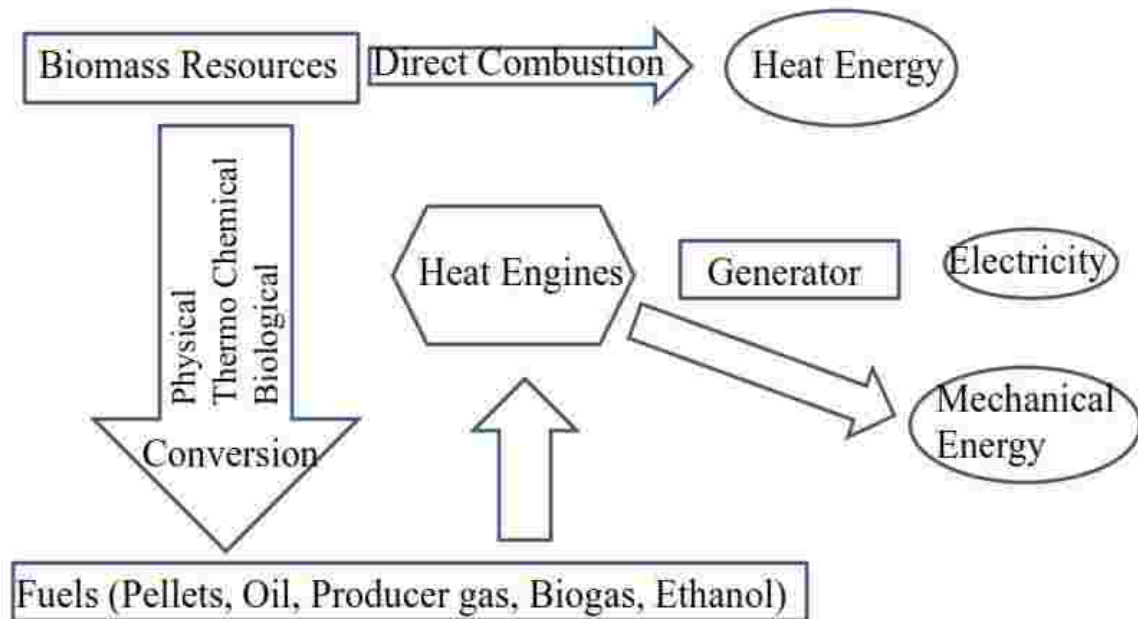 Biomass Resources
Direct Combustion
Heat Energy
Physical
Thermo Chemical
Biological
Conversion
Heat Engines
Generator
Electricity
Mechanical
Energy
Fuels (Pellets, Oil, Producer gas, Biogas, Ethanol)